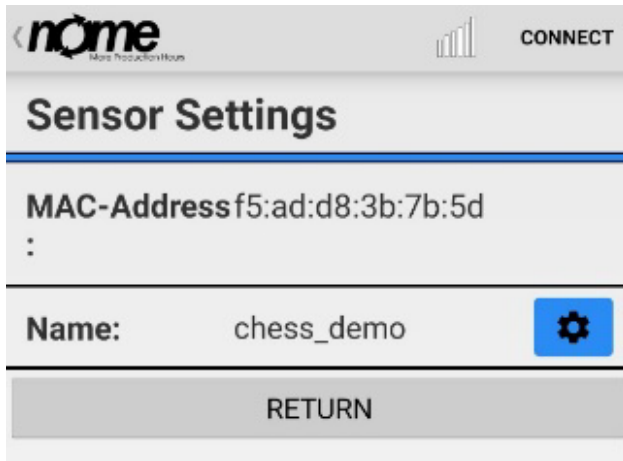 nome CONNECT
More Production Hours
Sensor Settings
MAC-Address f5:ad:d8:3b:7b:5d
:
Name: chess_demo
RETURN